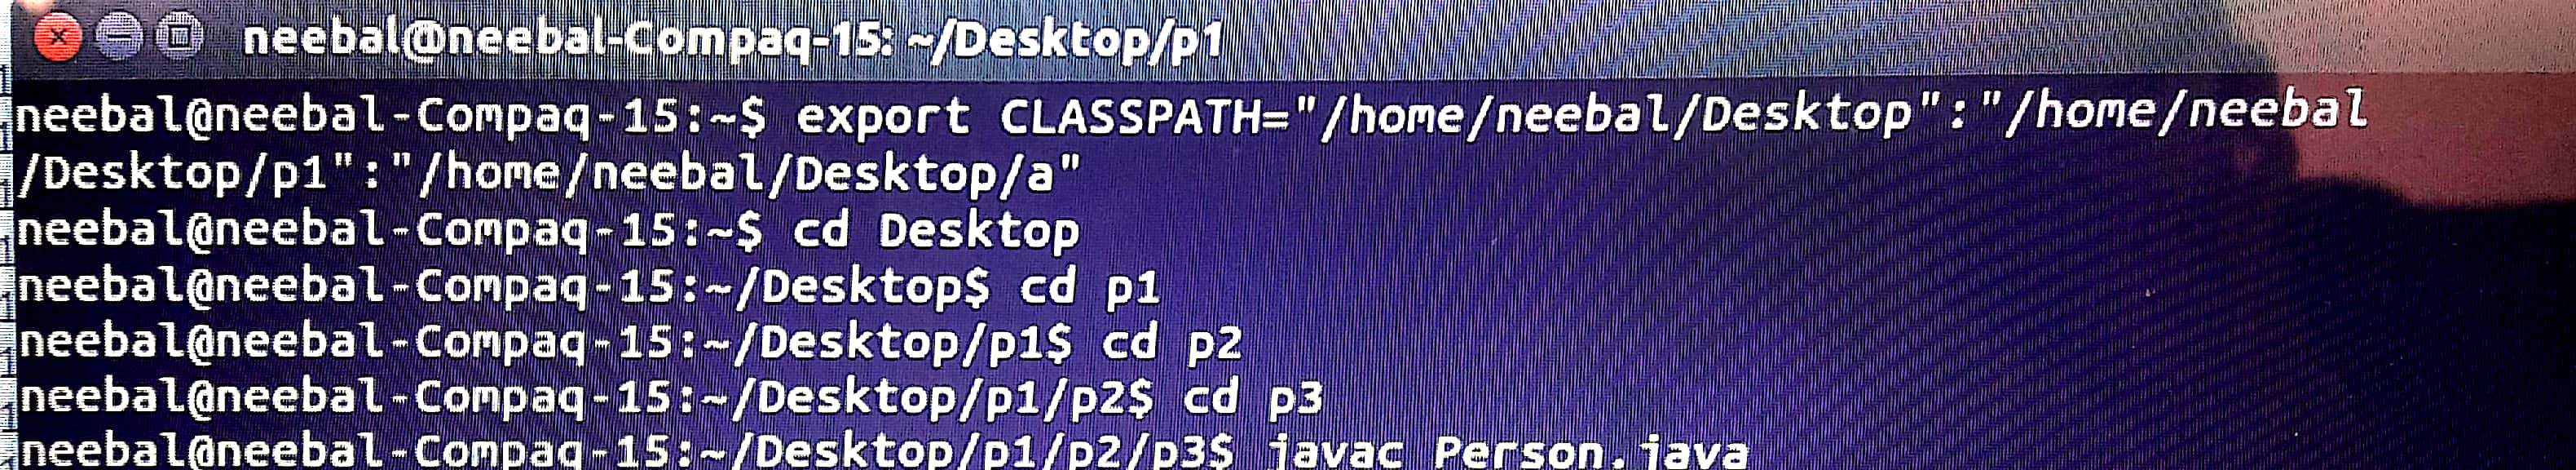 neebal@neebal-Compaq-15: ~/Desktop/p1
neebal@neebal-Compaq-15:~$ export CLASSPATH="/home/neebal/Desktop":"/home/neebal
/Desktop/p1":"/home/neebal/Desktop/a"
neebal@neebal-Compaq-15:~$ cd Desktop
neebal@neebal-Compaq-15:~/Desktop$ cd p1
neebal@neebal-Compaq-15:~/Desktop/p1$ cd p2
neebal@neebal-Compaq-15:~/Desktop/p1/p2$ cd p3
neebal@neebal-Compaq-15:~/Desktop/p1/p2/p3$ javac Person.java